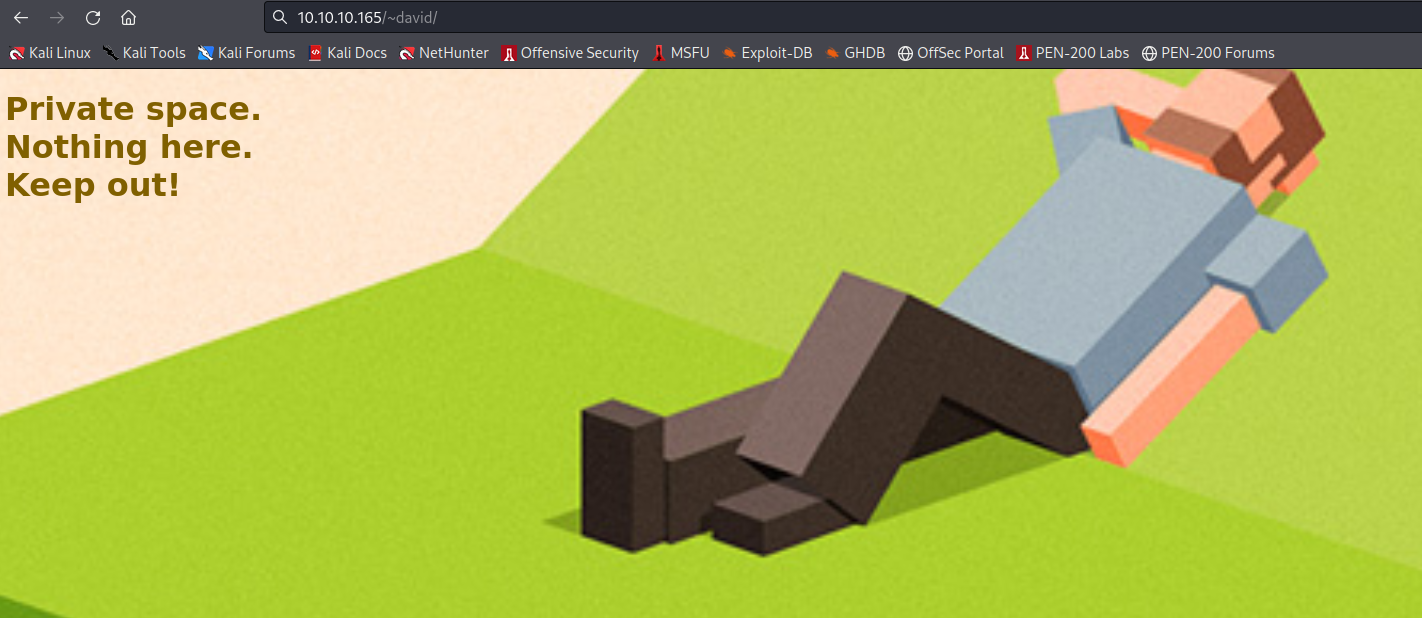 10.10.10.165/~david/
Kali Linux Kali Tools Kali Forums Kali Docs NetHunter Offensive Security MSFU Exploit-DB GHDB OffSec Portal PEN-200 Labs PEN-200 Forums
Private space.
Nothing here.
Keep out!